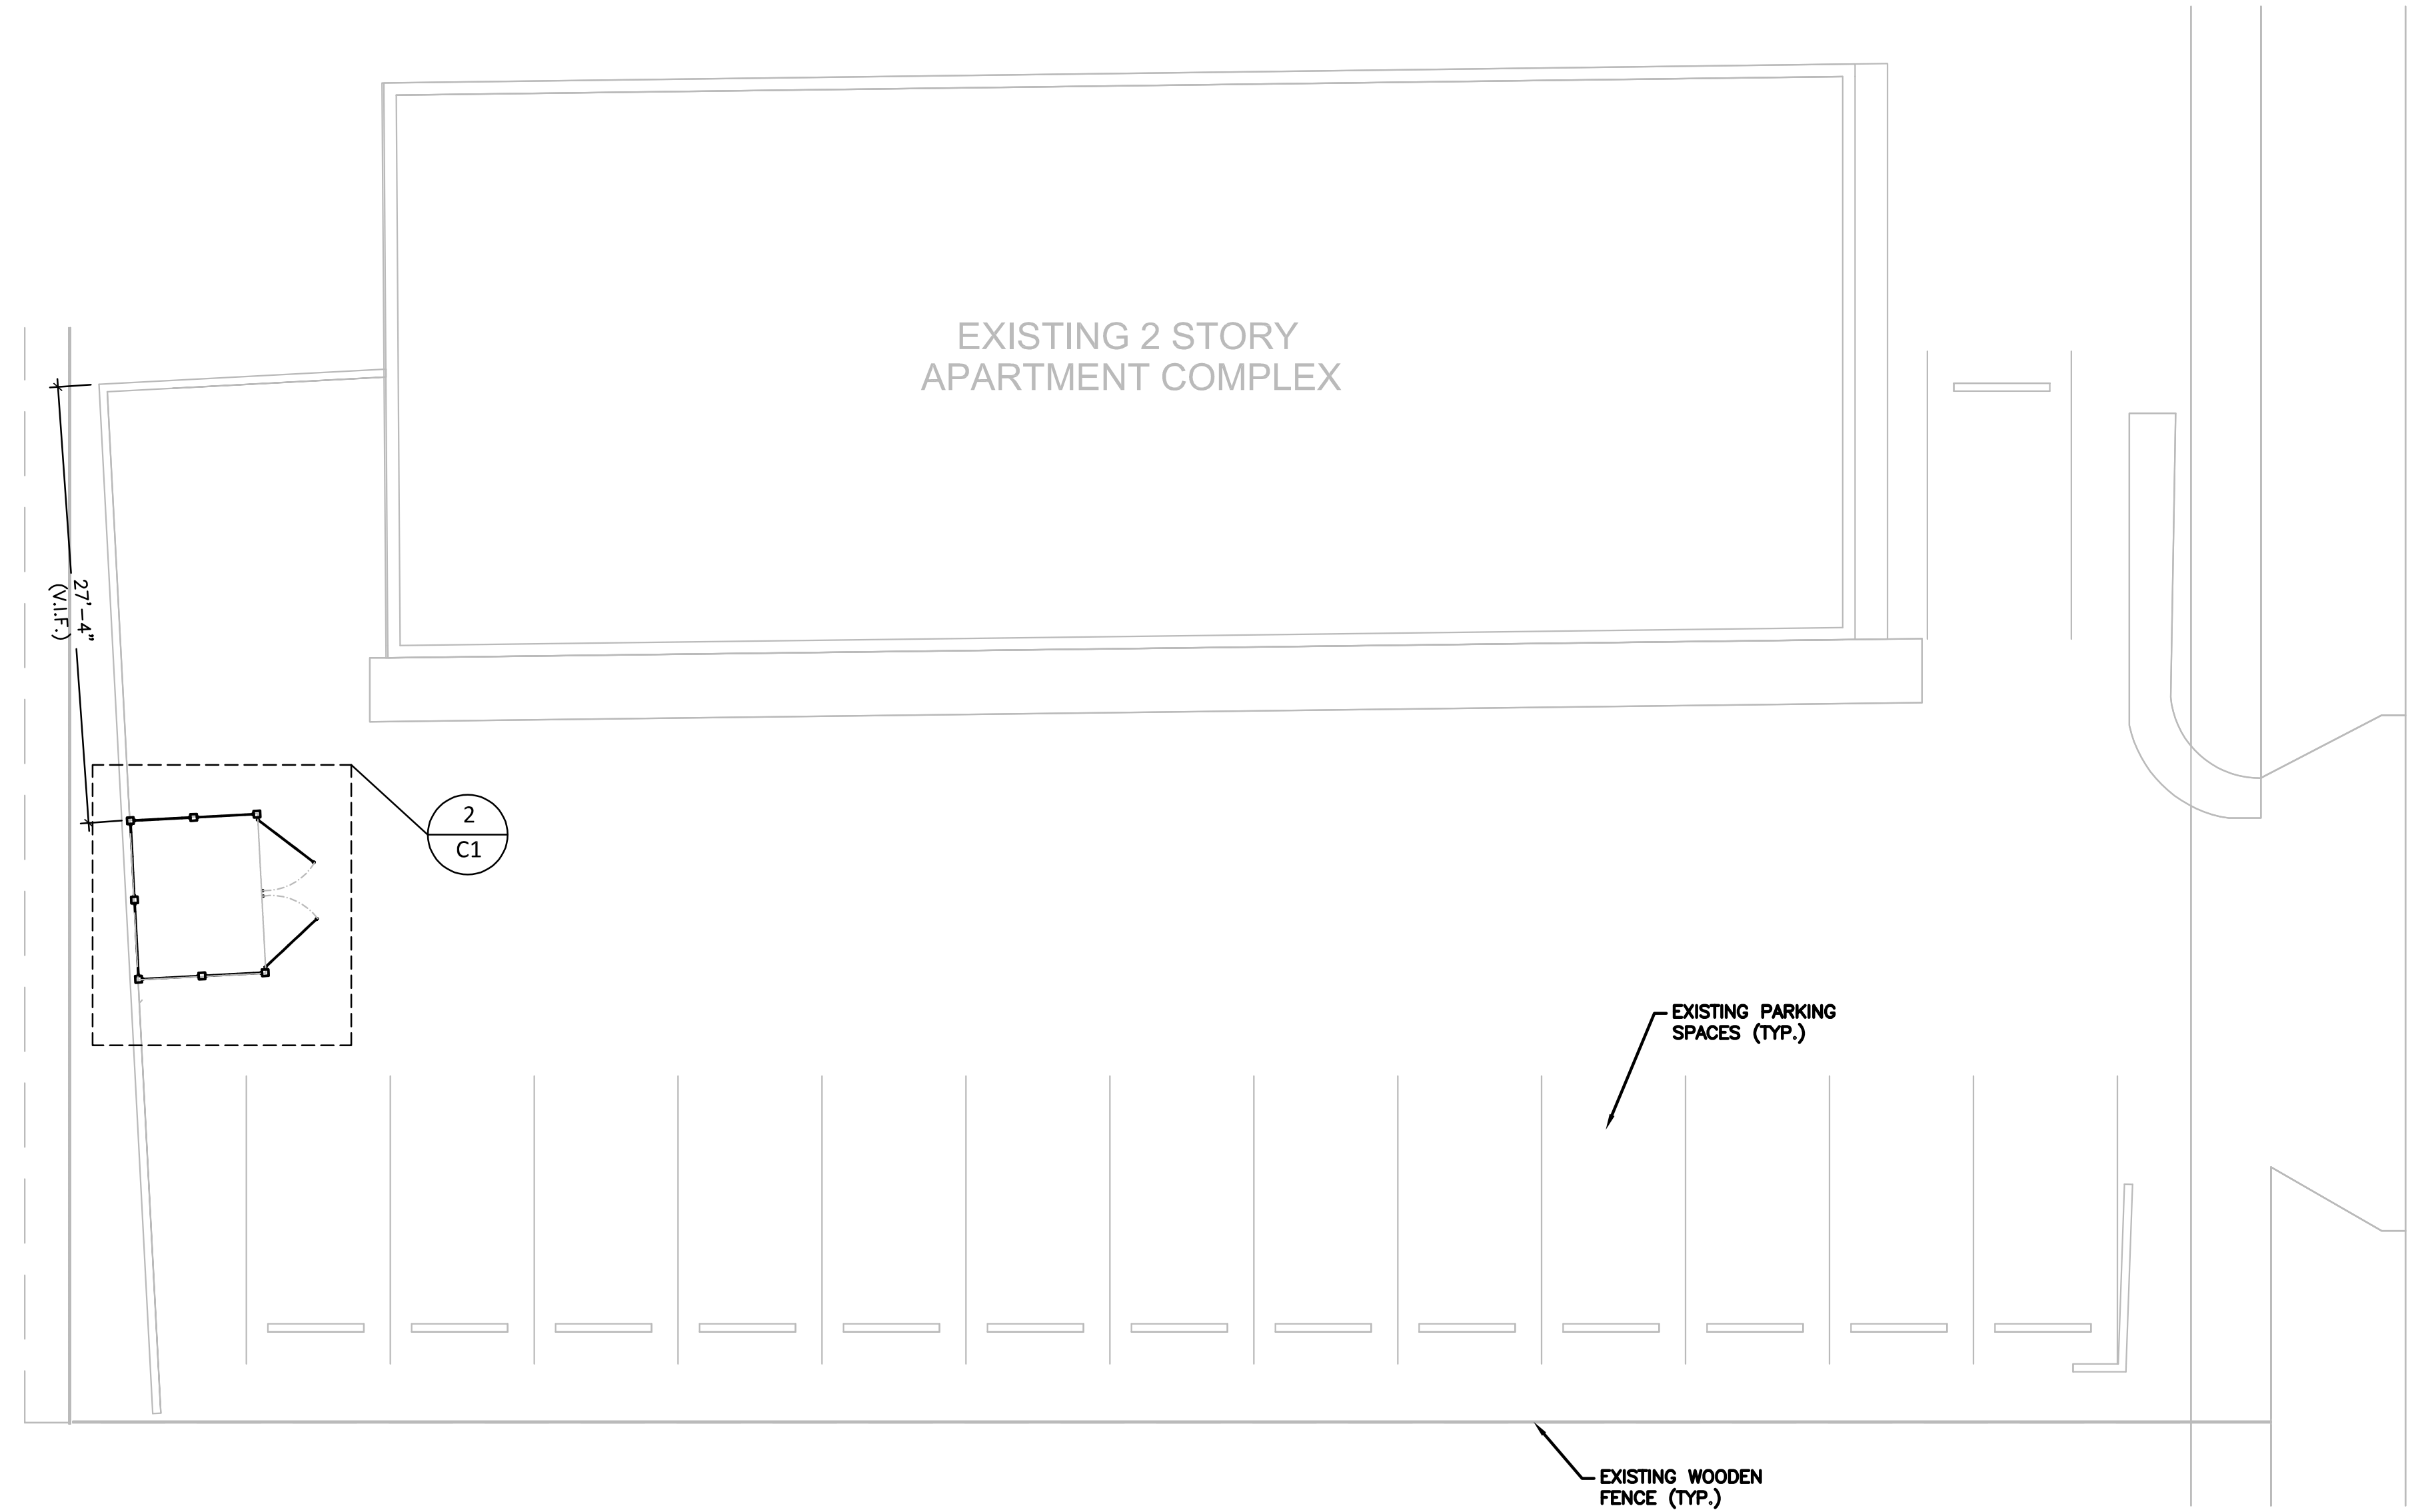 EXISTING 2 STORY
APARTMENT COMPLEX
27'-4"
(V.I.F.)
2
C1
EXISTING PARKING
SPACES (TYP.)
EXISTING WOODEN
FENCE (TYP.)